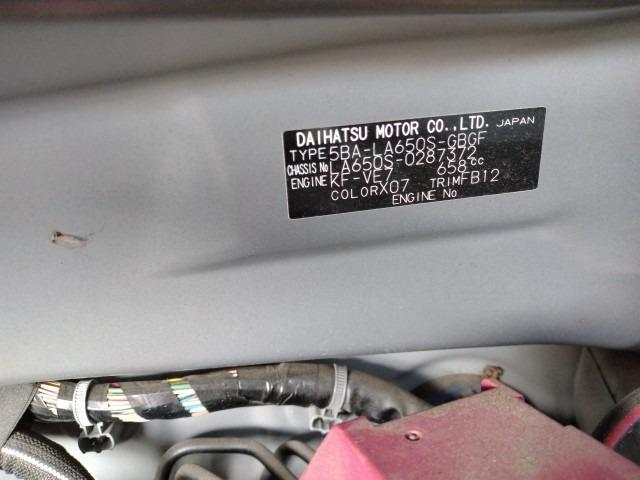 DAIHATSU MOTOR CO.,LTD. JAPAN
TYPE 5BA-LA650S-GBGF
CHASSIS No LA650S-0287372
ENGINE KF-VE7 658cc
COLOR X07 TRIM FB12
ENGINE No